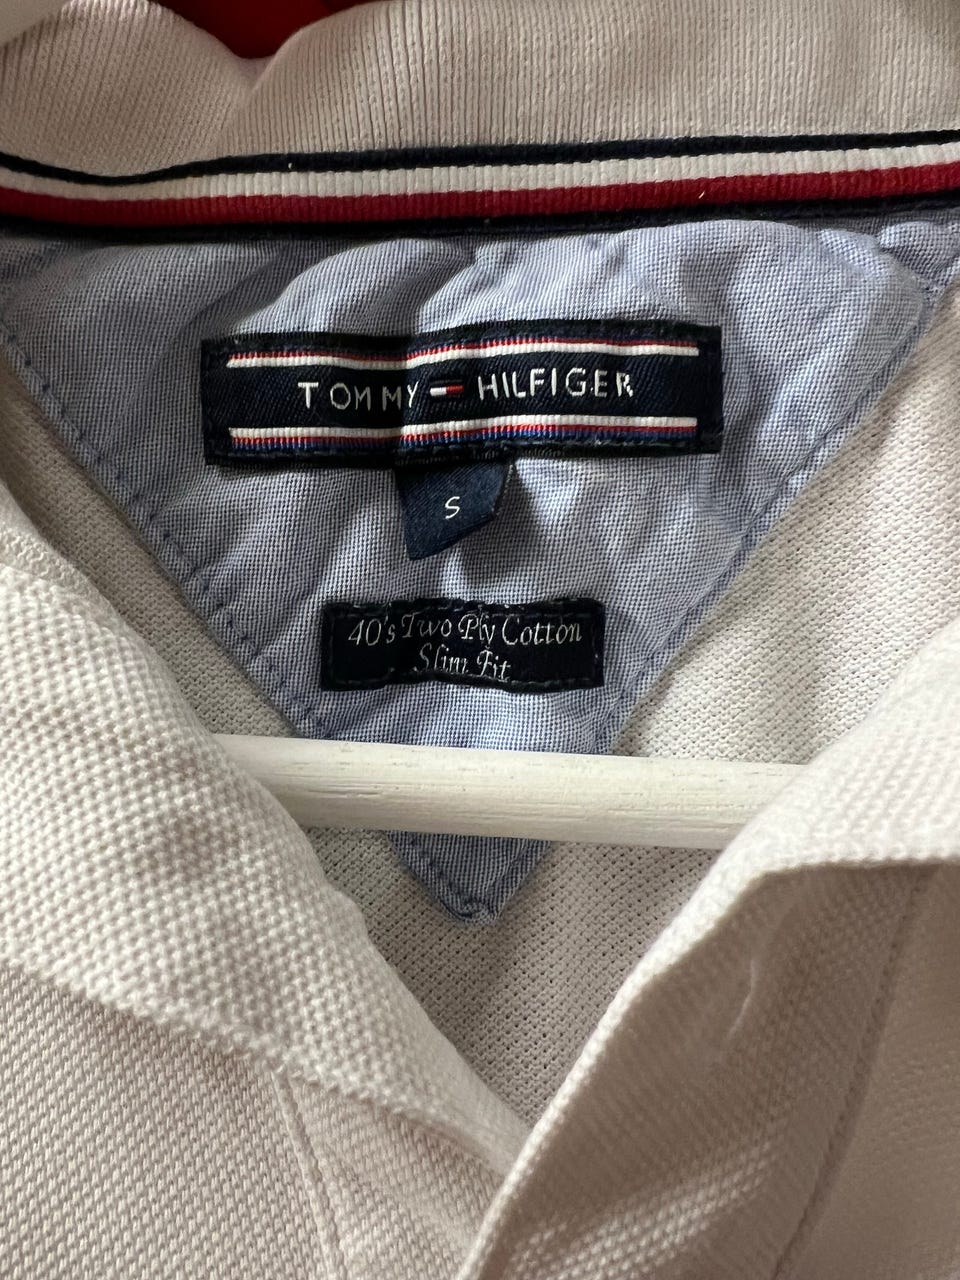 TOMMY HILFIGER
S
40's Two Ply Cotton
Slim Fit